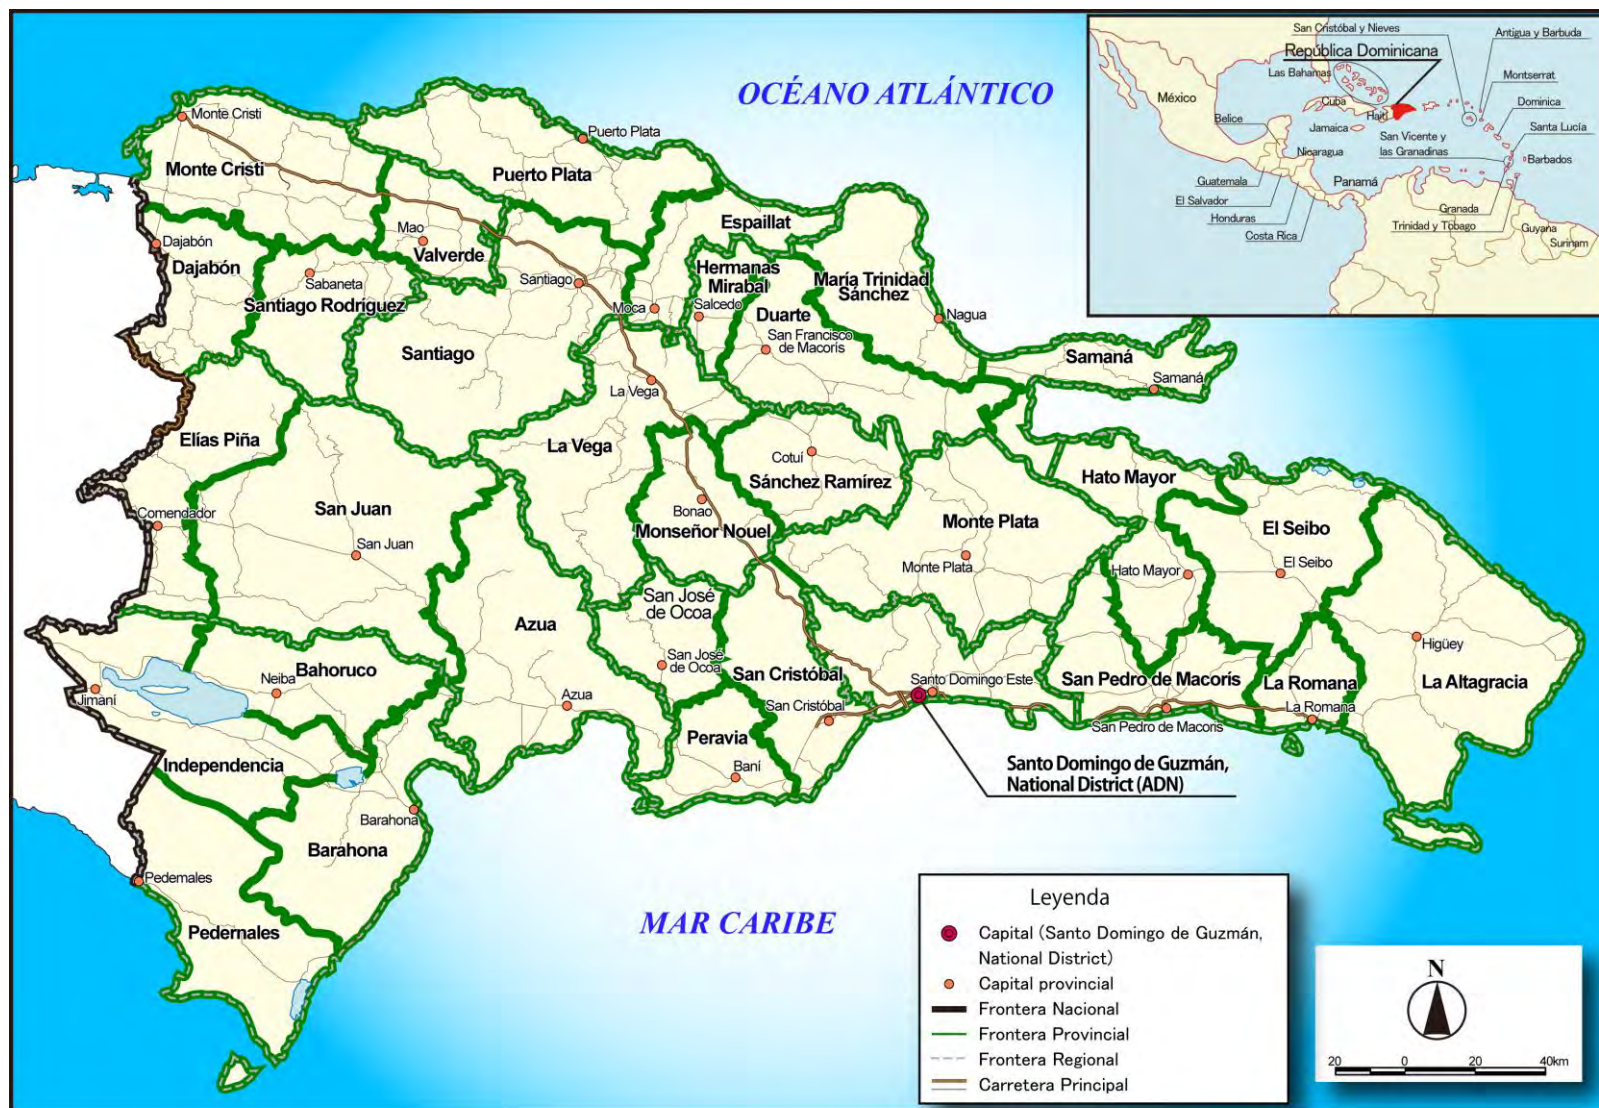 OCÉANO ATLÁNTICO
San Cristóbal y Nieves
Antigua y Barbuda
República Dominicana
Las Bahamas
Montserrat
México
Cuba
Dominica
Haití
Belice
Jamaica
San Vicente y
las Granadinas
Santa Lucía
Nicaragua
Barbados
Guatemala
Panamá
El Salvador
Granada
Honduras
Trinidad y Tobago
Guyana
Costa Rica
Surinam
Monte Cristi
Puerto Plata
Monte Cristi
Puerto Plata
Espaillat
Mao
Dajabón
Valverde
Dajabón
Hermanas
Mirabal
María Trinidad
Sánchez
Sabaneta
Santiago
Santiago Rodríguez
Moca
Salcedo
Duarte
Nagua
San Francisco
de Macorís
Santiago
Samaná
Samaná
La Vega
Elías Piña
La Vega
Cotuí
Sánchez Ramírez
Hato Mayor
San Juan
Bonao
Monseñor Nouel
Monte Plata
El Seibo
Comendador
San Juan
Monte Plata
Hato Mayor
El Seibo
San José
de Ocoa
Azua
Higüey
Bahoruco
San José
de Ocoa
San Cristóbal
Santo Domingo Este
San Pedro de Macorís
La Romana
La Altagracia
Jimaní
Neiba
Azua
San Cristóbal
San Pedro de Macoris
La Romana
Peravia
Independencia
Baní
Santo Domingo de Guzmán,
National District (ADN)
Barahona
Barahona
Pedernales
Pedernales
MAR CARIBE
Leyenda
Capital (Santo Domingo de Guzmán,
National District)
Capital provincial
Frontera Nacional
Frontera Provincial
Frontera Regional
Carretera Principal
N
20 0 20 40km